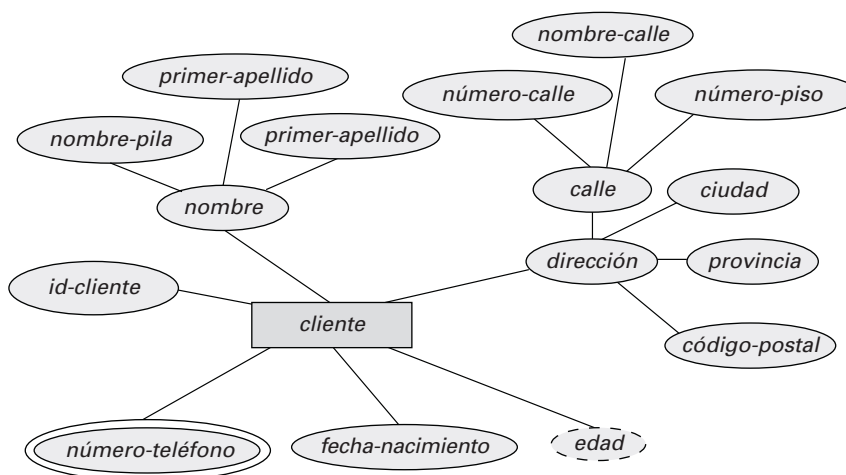 nombre-calle
primer-apellido
número-calle
número-piso
nombre-pila
primer-apellido
calle
ciudad
nombre
dirección
provincia
id-cliente
cliente
código-postal
número-teléfono
fecha-nacimiento
edad